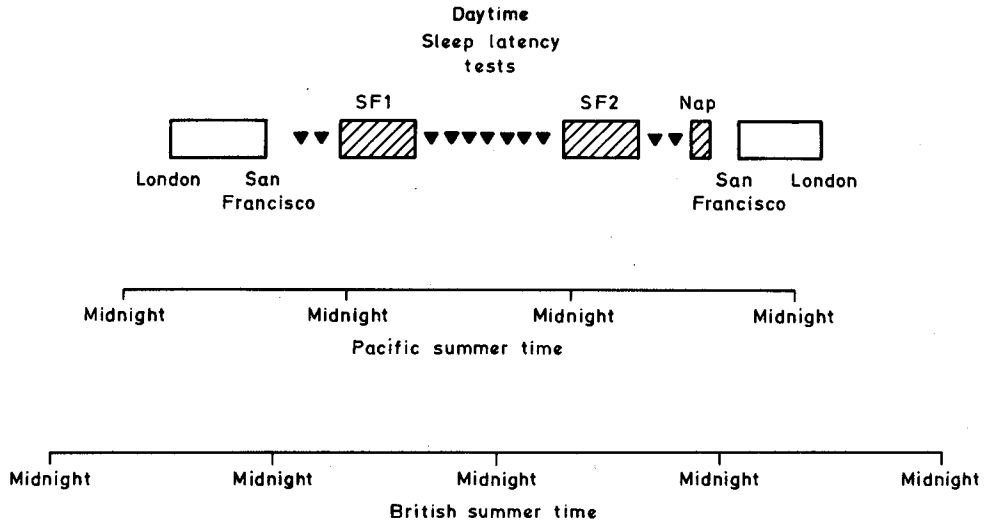 Daytime
Sleep latency
tests
SF1 SF2 Nap
London San San London
Francisco Francisco
Midnight Midnight Midnight Midnight
Pacific summer time
Midnight Midnight Midnight Midnight Midnight
British summer time